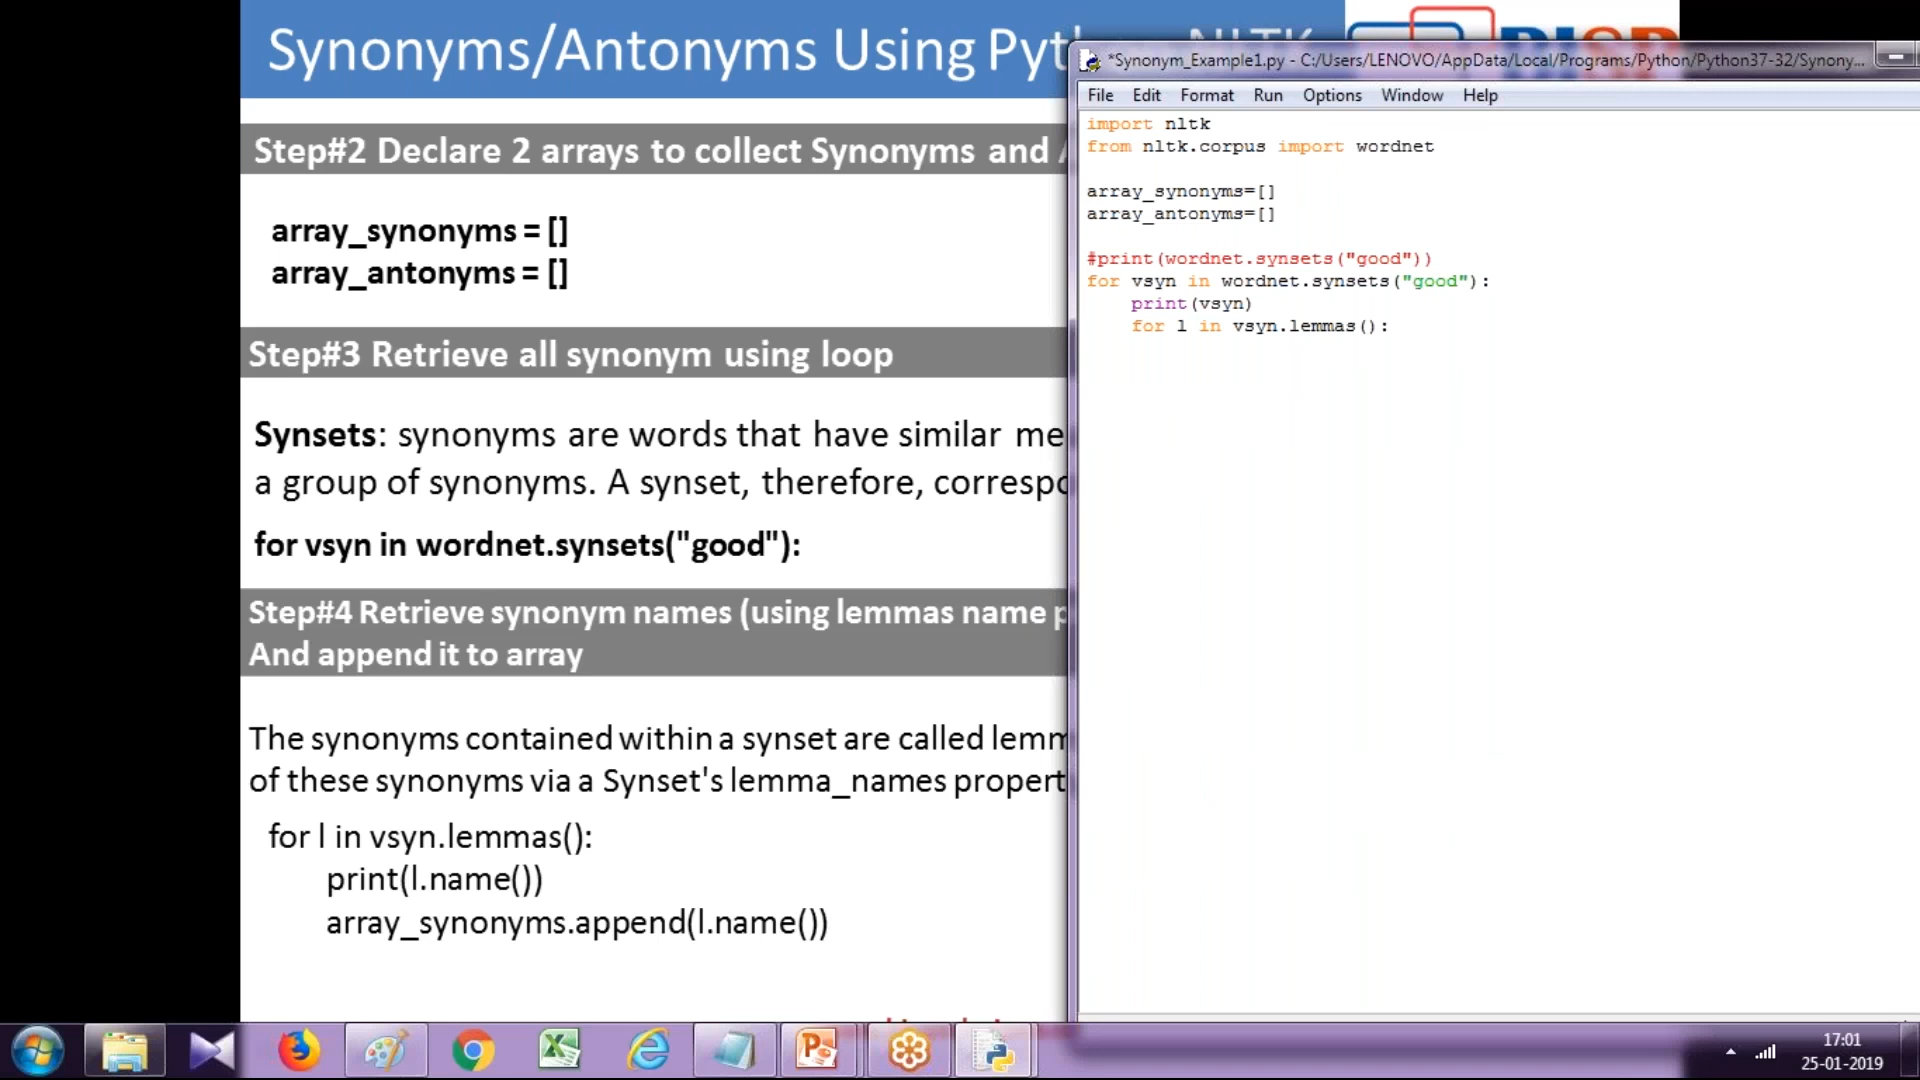 Synonyms/Antonyms Using Pyt
Step#2 Declare 2 arrays to collect Synonyms and
array_synonyms = []
array_antonyms = []
Step#3 Retrieve all synonym using loop
Synsets: synonyms are words that have similar me
a group of synonyms. A synset, therefore, correspo
for vsyn in wordnet.synsets("good"):
Step#4 Retrieve synonym names (using lemmas name p
And append it to array
The synonyms contained within a synset are called lemm
of these synonyms via a Synset's lemma_names propert
for l in vsyn.lemmas():
print(l.name())
array_synonyms.append(l.name())
*Synonym_Example1.py - C:/Users/LENOVO/AppData/Local/Programs/Python/Python37-32/Synony...
File Edit Format Run Options Window Help
import nltk
from nltk.corpus import wordnet
array_synonyms=[]
array_antonyms=[]
#print(wordnet.synsets("good"))
for vsyn in wordnet.synsets("good"):
print(vsyn)
for l in vsyn.lemmas():
17:01
25-01-2019